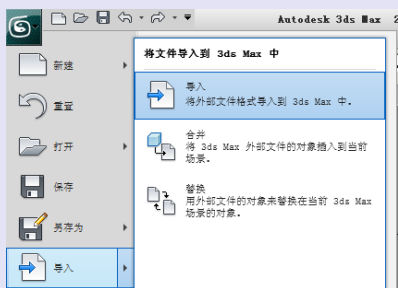 Autodesk 3ds Max 2
新建
重置
打开
保存
另存为
导入
将文件导入到 3ds Max 中
导入
将外部文件格式导入到 3ds Max 中.
合并
将 3ds Max 外部文件的对象插入到当前
场景。
替换
用外部文件的对象来替换在当前 3ds Max
场景的对象。